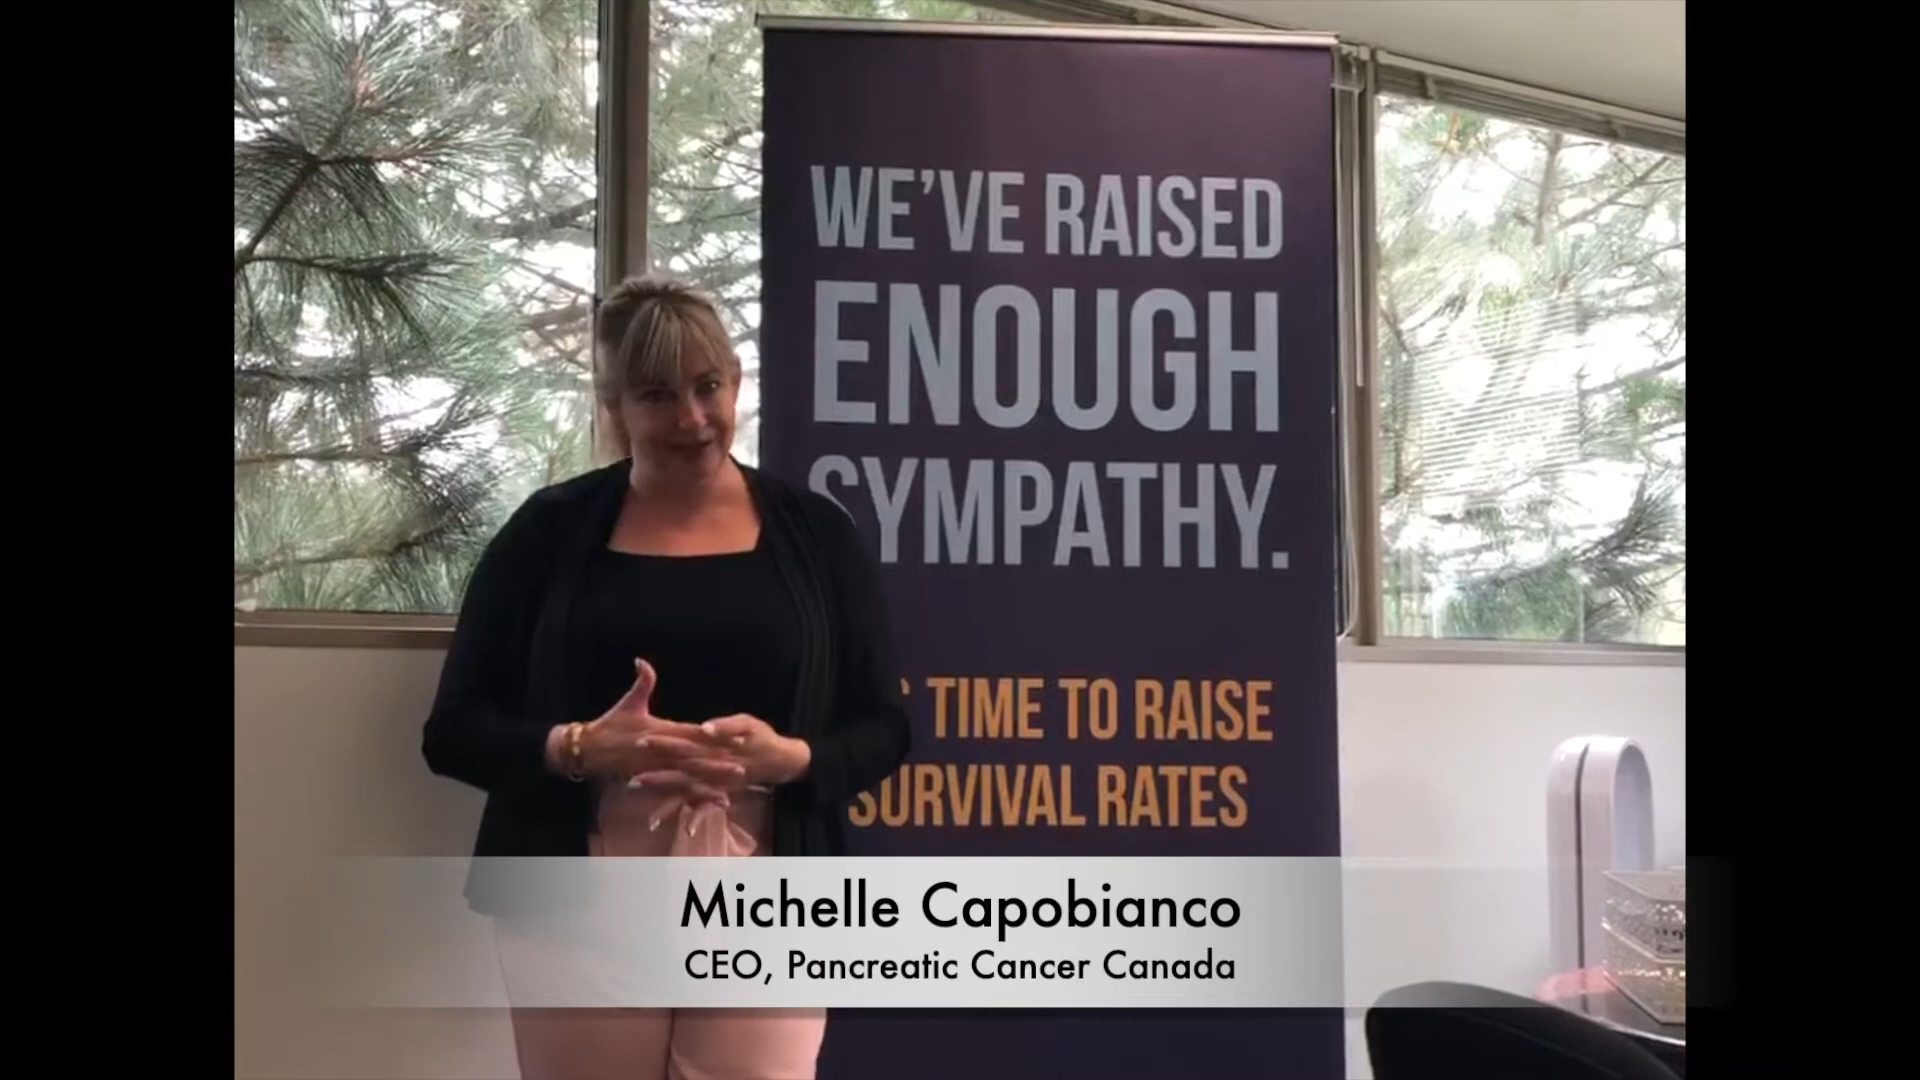 WE'VE RAISED
ENOUGH
SYMPATHY.
TIME TO RAISE
SURVIVAL RATES
Michelle Capobianco
CEO, Pancreatic Cancer Canada